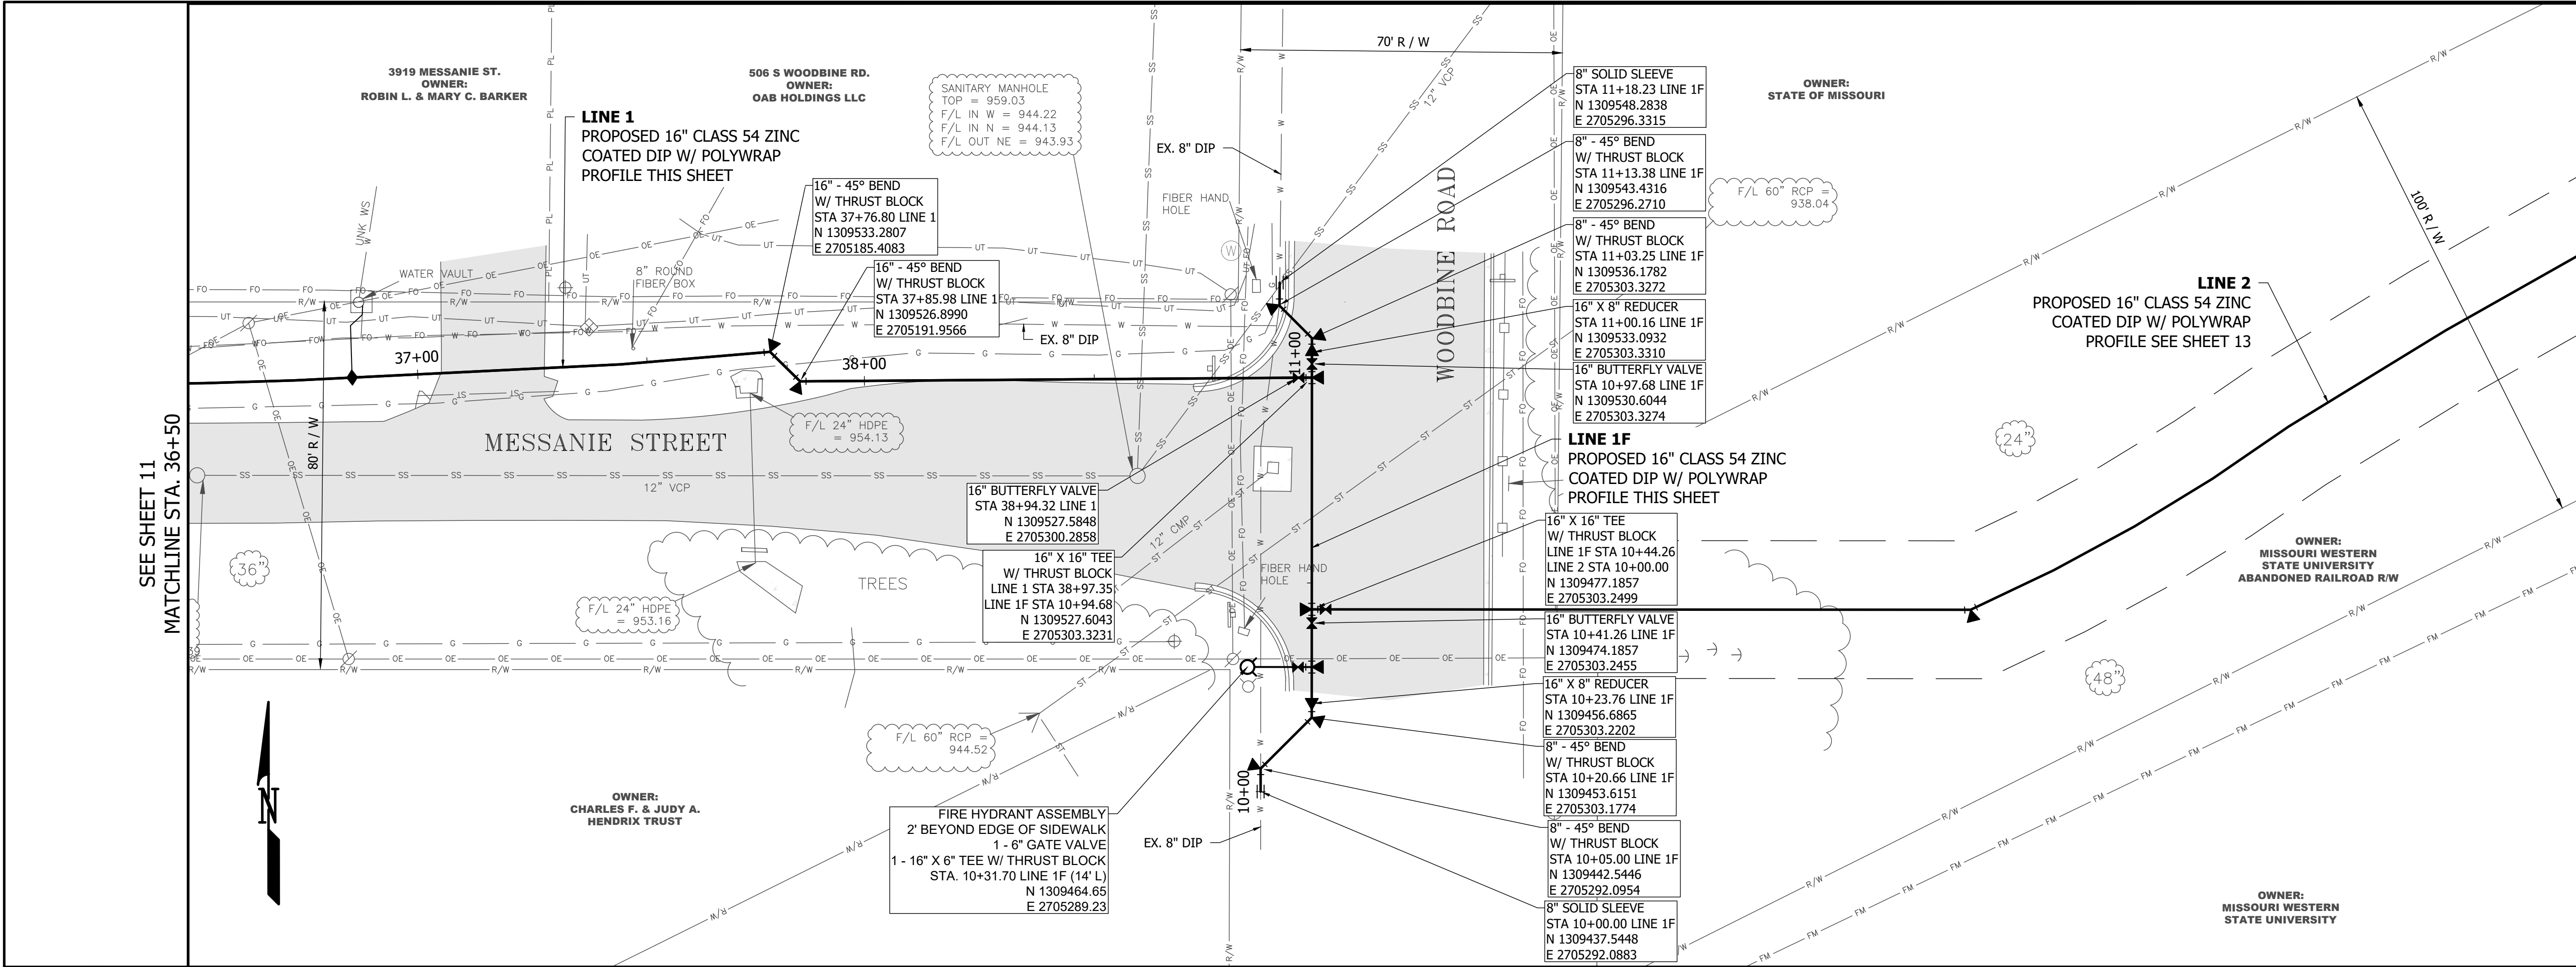 SEE SHEET 11
MATCHLINE STA. 36+50
3919 MESSANIE ST.
OWNER:
ROBIN L. & MARY C. BARKER
506 S WOODBINE RD.
OWNER:
OAB HOLDINGS LLC
LINE 1
PROPOSED 16" CLASS 54 ZINC
COATED DIP W/ POLYWRAP
PROFILE THIS SHEET
SANITARY MANHOLE
TOP = 959.03
F/L IN W = 944.22
F/L IN N = 944.13
F/L OUT NE = 943.93
16" - 45° BEND
W/ THRUST BLOCK
STA 37+76.80 LINE 1
N 1309533.2807
E 2705185.4083
16" - 45° BEND
W/ THRUST BLOCK
STA 37+85.98 LINE 1
N 1309526.8990
E 2705191.9566
EX. 8" DIP
EX. 8" DIP
FIBER HAND
HOLE
70' R / W
12" VCP
8" SOLID SLEEVE
STA 11+18.23 LINE 1F
N 1309548.2838
E 2705296.3315
8" - 45° BEND
W/ THRUST BLOCK
STA 11+13.38 LINE 1F
N 1309543.4316
E 2705296.2710
8" - 45° BEND
W/ THRUST BLOCK
STA 11+03.25 LINE 1F
N 1309536.1782
E 2705303.3272
16" X 8" REDUCER
STA 11+00.16 LINE 1F
N 1309533.0932
E 2705303.3310
16" BUTTERFLY VALVE
STA 10+97.68 LINE 1F
N 1309530.6044
E 2705303.3274
OWNER:
STATE OF MISSOURI
F/L 60" RCP =
938.04
WOODBINE ROAD
100' R / W
LINE 2
PROPOSED 16" CLASS 54 ZINC
COATED DIP W/ POLYWRAP
PROFILE SEE SHEET 13
UNK WS
WATER VAULT
8" ROUND
FIBER BOX
W
37+00
38+00
11+00
80' R / W
MESSANIE STREET
F/L 24" HDPE
= 954.13
12" VCP
LINE 1F
PROPOSED 16" CLASS 54 ZINC
COATED DIP W/ POLYWRAP
PROFILE THIS SHEET
24"
16" BUTTERFLY VALVE
STA 38+94.32 LINE 1
N 1309527.5848
E 2705300.2858
12" CMP
16" X 16" TEE
W/ THRUST BLOCK
LINE 1 STA 38+97.35
LINE 1F STA 10+94.68
N 1309527.6043
E 2705303.3231
FIBER HAND
HOLE
16" X 16" TEE
W/ THRUST BLOCK
LINE 1F STA 10+44.26
LINE 2 STA 10+00.00
N 1309477.1857
E 2705303.2499
16" BUTTERFLY VALVE
STA 10+41.26 LINE 1F
N 1309474.1857
E 2705303.2455
16" X 8" REDUCER
STA 10+23.76 LINE 1F
N 1309456.6865
E 2705303.2202
8" - 45° BEND
W/ THRUST BLOCK
STA 10+20.66 LINE 1F
N 1309453.6151
E 2705303.1774
8" - 45° BEND
W/ THRUST BLOCK
STA 10+05.00 LINE 1F
N 1309442.5446
E 2705292.0954
8" SOLID SLEEVE
STA 10+00.00 LINE 1F
N 1309437.5448
E 2705292.0883
OWNER:
MISSOURI WESTERN
STATE UNIVERSITY
ABANDONED RAILROAD R/W
48"
36"
TREES
F/L 24" HDPE
= 953.16
F/L 60" RCP =
944.52
N
OWNER:
CHARLES F. & JUDY A.
HENDRIX TRUST
FIRE HYDRANT ASSEMBLY
2' BEYOND EDGE OF SIDEWALK
1 - 6" GATE VALVE
1 - 16" X 6" TEE W/ THRUST BLOCK
STA. 10+31.70 LINE 1F (14' L)
N 1309464.65
E 2705289.23
10+00
EX. 8" DIP
OWNER:
MISSOURI WESTERN
STATE UNIVERSITY